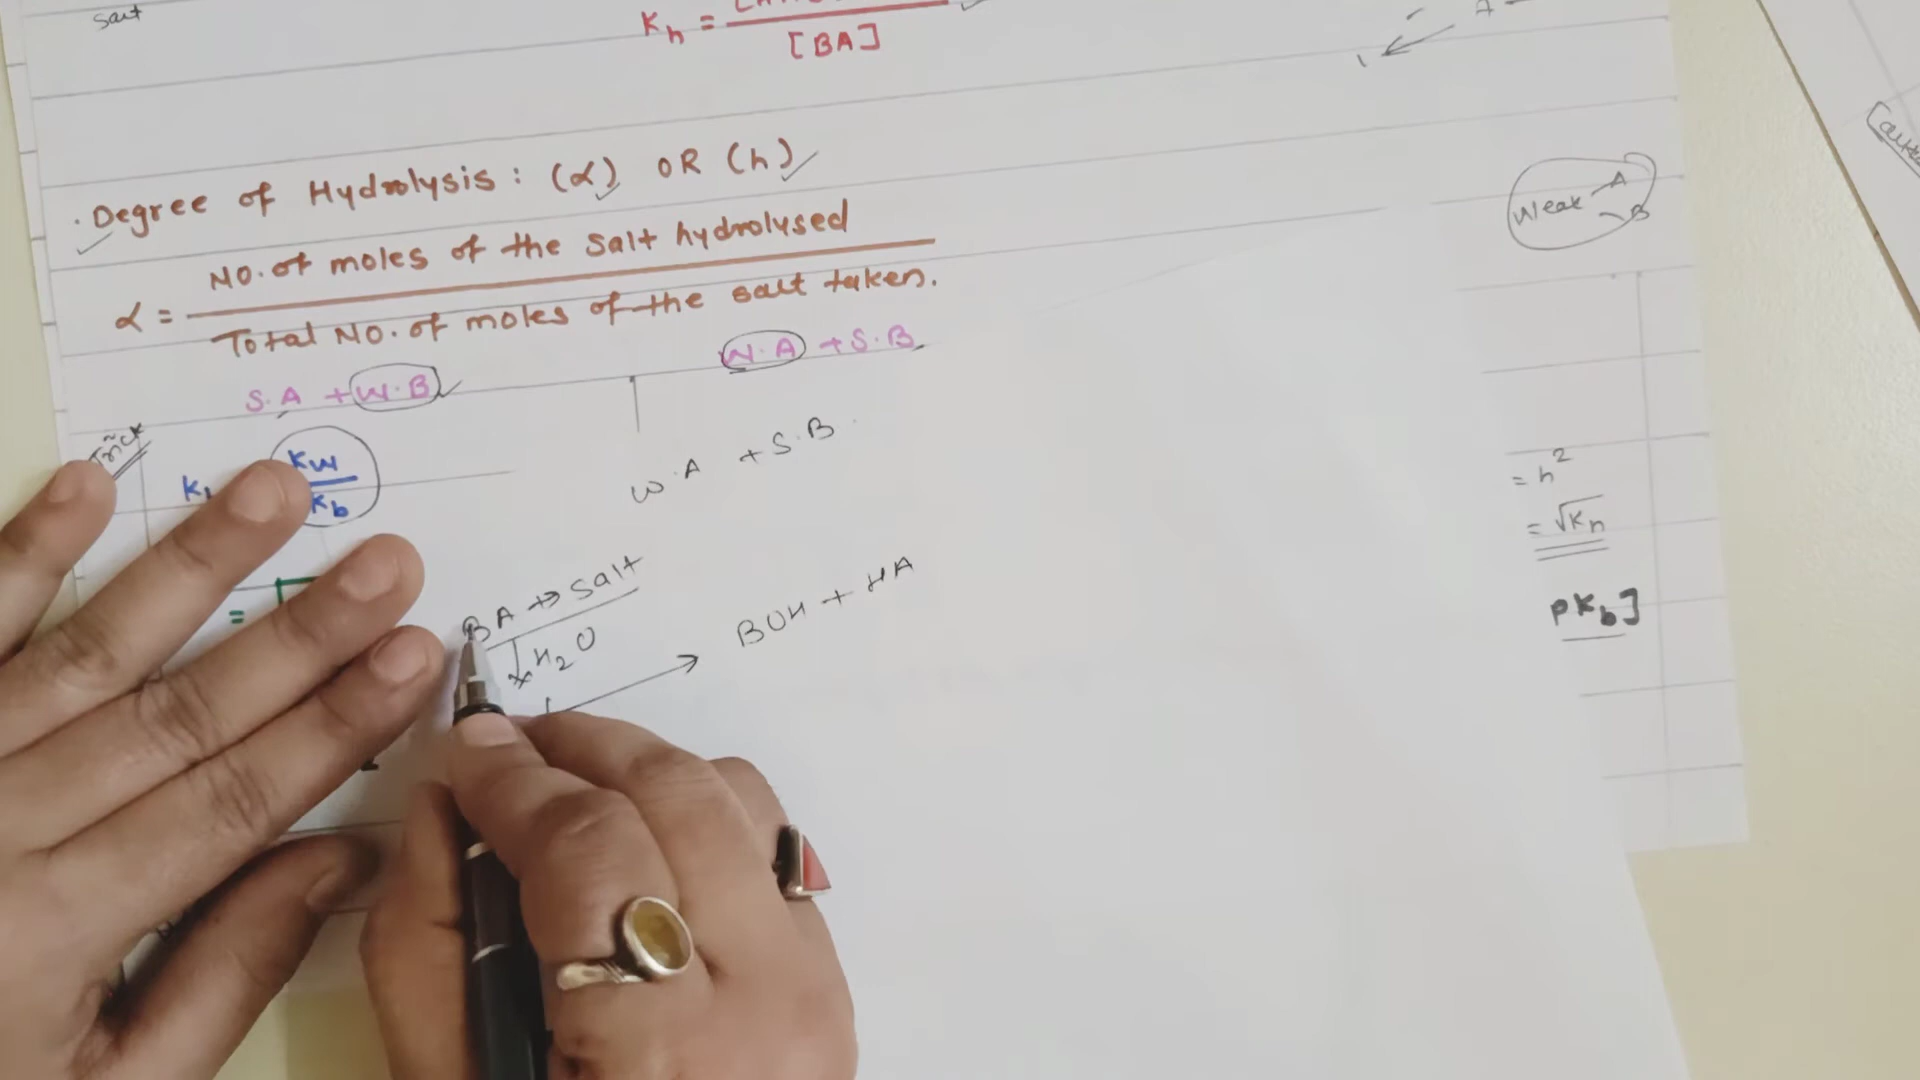 Salt
Kh =
[BA]
A
Weak A
B
. Degree of Hydrolysis : (α) OR (h)
α = No. of moles of the salt hydrolysed
Total No. of moles of the salt taken.
S.A + W.B
W.A + S.B
Trick
Kw
Kb
W.A + S.B
= h²
= √Kh
BA → Salt
H₂O
BOH + HA
=
pKb]